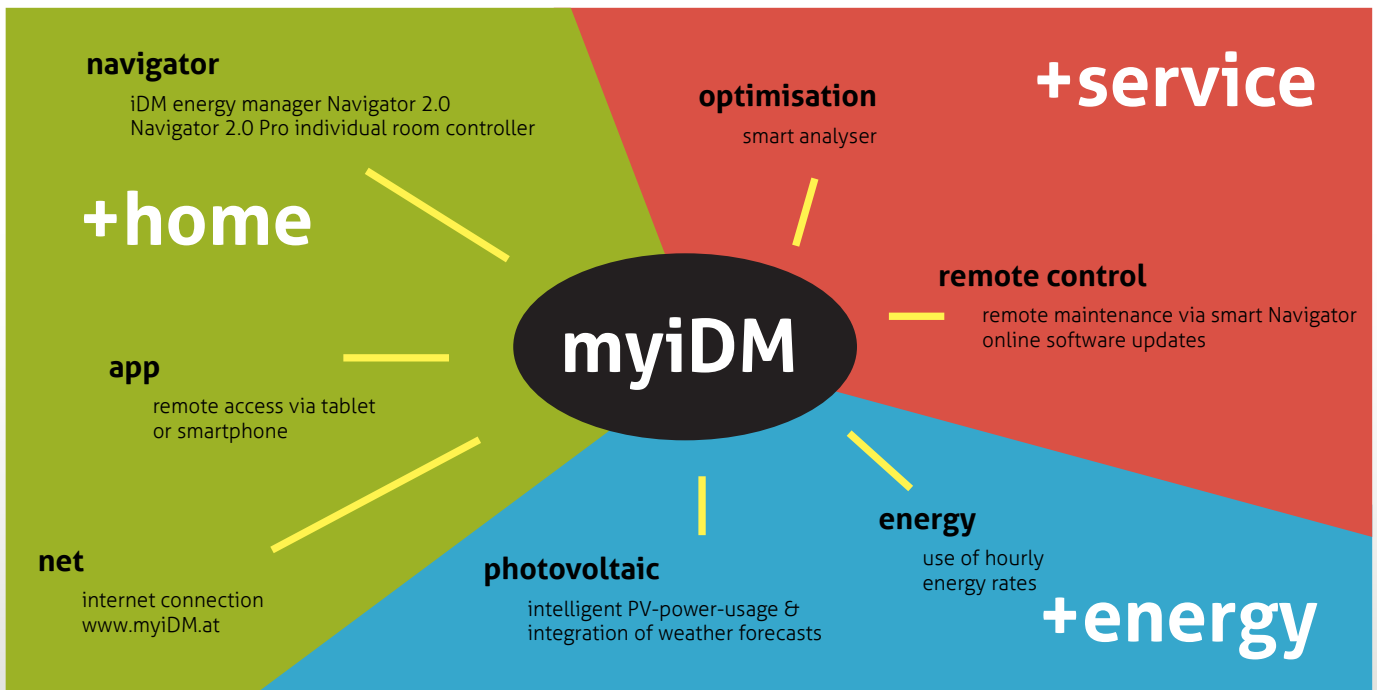 navigator
iDM energy manager Navigator 2.0
Navigator 2.0 Pro individual room controller
+home
app
remote access via tablet
or smartphone
net
internet connection
www.myiDM.at
myiDM
+service
optimisation
smart analyser
remote control
remote maintenance via smart Navigator
online software updates
energy
use of hourly
energy rates
photovoltaic
intelligent PV-power-usage &
integration of weather forecasts
+energy